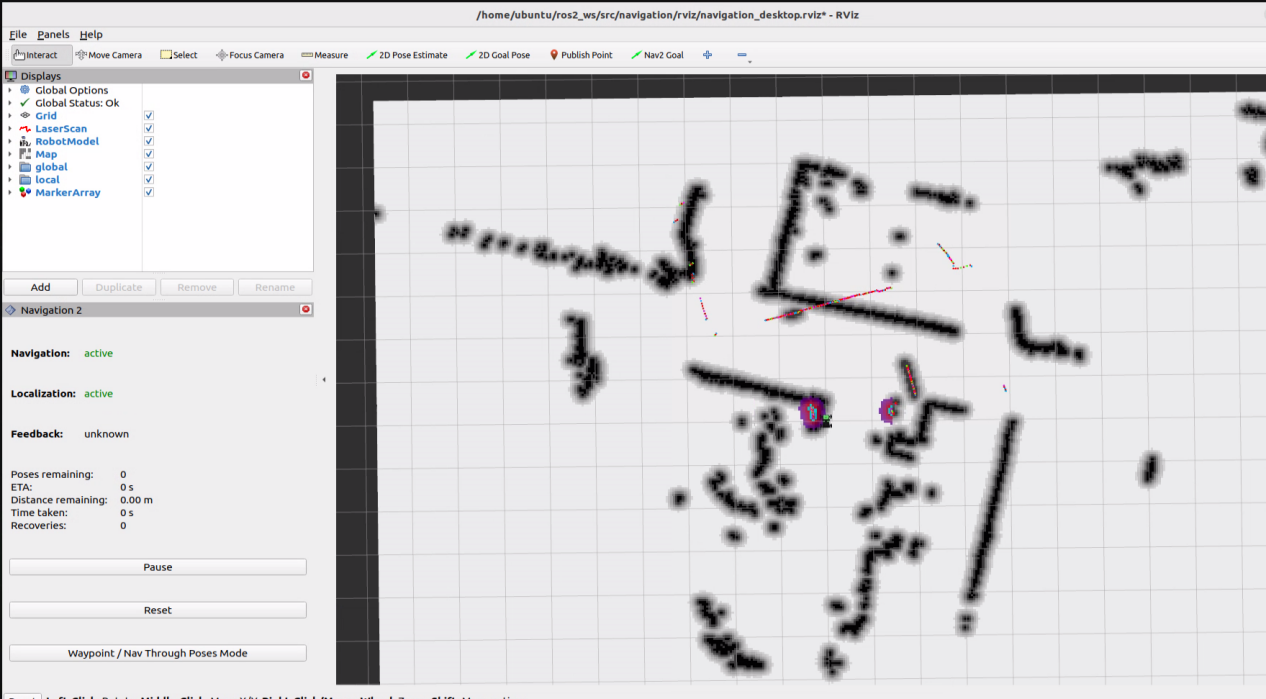 /home/ubuntu/ros2_ws/src/navigation/rviz/navigation_desktop.rviz* - RViz
File Panels Help
Interact Move Camera Select Focus Camera Measure 2D Pose Estimate 2D Goal Pose Publish Point Nav2 Goal
Displays
Global Options
Global Status: Ok
Grid
LaserScan
RobotModel
Map
global
local
MarkerArray
Add Duplicate Remove Rename
Navigation 2
Navigation: active
Localization: active
Feedback: unknown
Poses remaining: 0
ETA: 0 s
Distance remaining: 0.00 m
Time taken: 0 s
Recoveries: 0
Pause
Reset
Waypoint / Nav Through Poses Mode